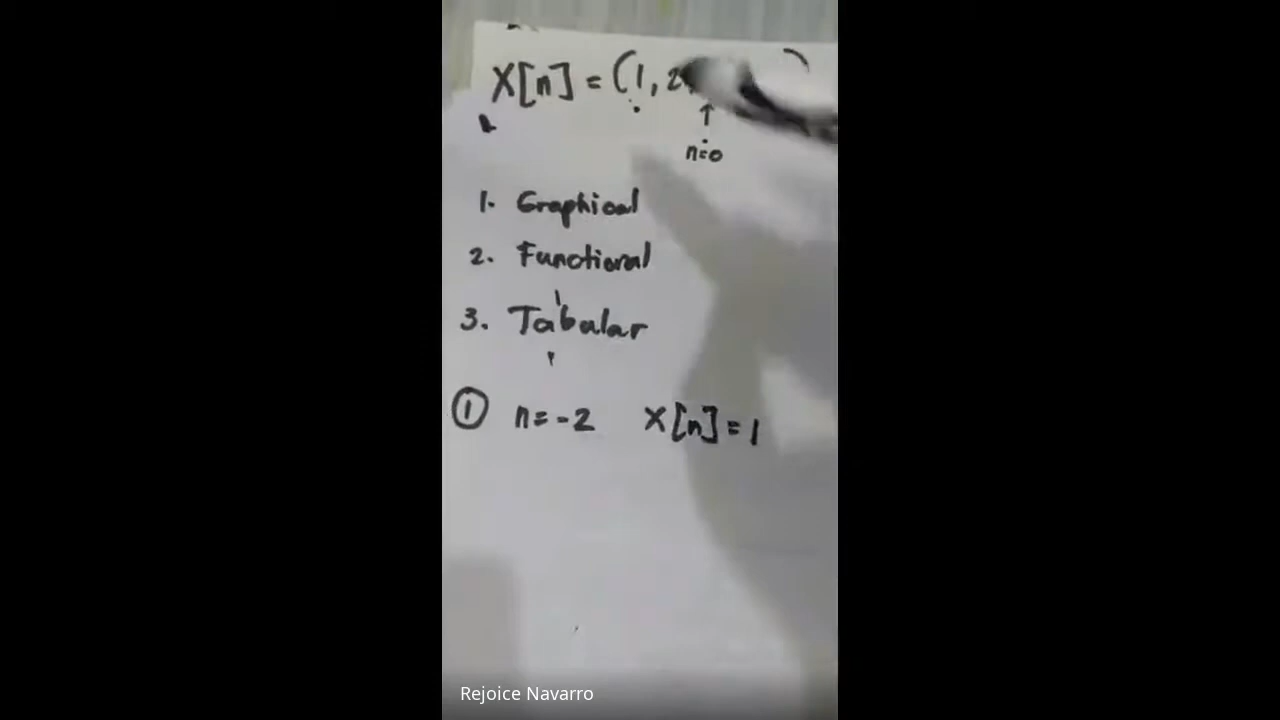 X[n] = (1, 2 )
↑
n=0
1. Graphical
2. Functional
3. Tabular
① n=-2 X[n]=1
Rejoice Navarro